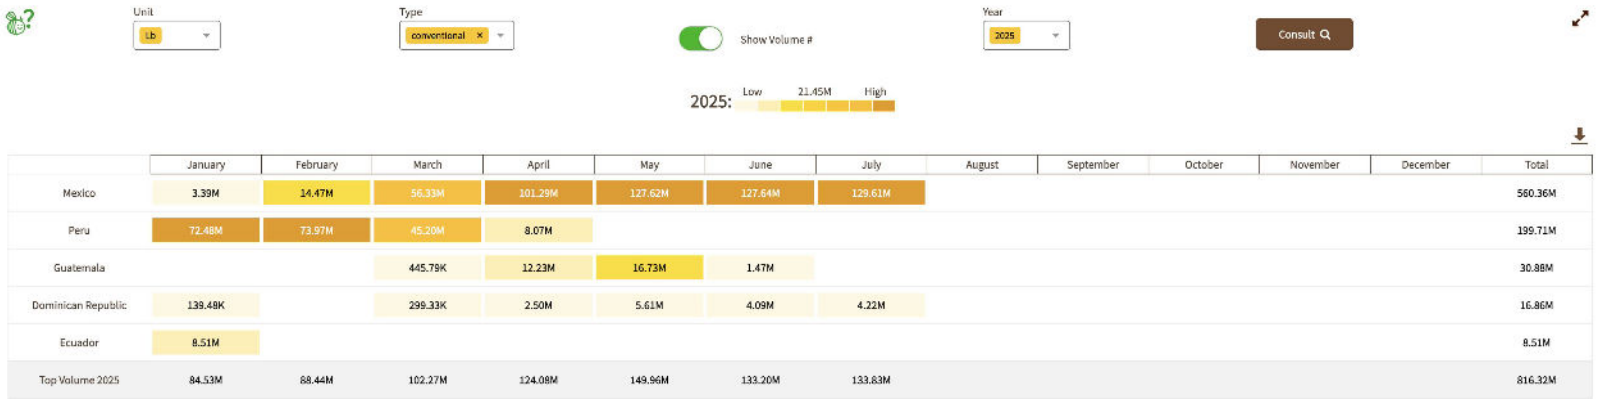 Unit Type Year
Lb conventional × Show Volume # 2025 Consult
2025: Low 21.45M High
January February March April May June July August September October November December Total
Mexico 3.39M 14.47M 56.33M 101.29M 127.62M 127.64M 129.61M 560.36M
Peru 72.48M 73.97M 45.20M 8.07M 199.71M
Guatemala 445.79K 12.23M 16.73M 1.47M 30.88M
Dominican Republic 139.48K 299.33K 2.50M 5.61M 4.09M 4.22M 16.86M
Ecuador 8.51M 8.51M
Top Volume 2025 84.53M 88.44M 102.27M 124.08M 149.96M 133.20M 133.83M 816.32M